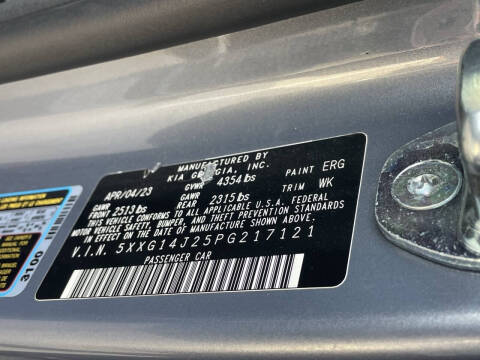 MANUFACTURED BY
KIA GEORGIA, INC.
APR/04/23 GVWR 4354 lbs PAINT ERG
GAWR GAWR TRIM WK
FRONT 2513 lbs REAR 2315 lbs
THIS VEHICLE CONFORMS TO ALL APPLICABLE U.S.A. FEDERAL
MOTOR VEHICLE SAFETY, BUMPER, AND THEFT PREVENTION STANDARDS
IN EFFECT ON THE DATE OF MANUFACTURE SHOWN ABOVE.
V.I.N. 5XXG14J25PG217121
PASSENGER CAR